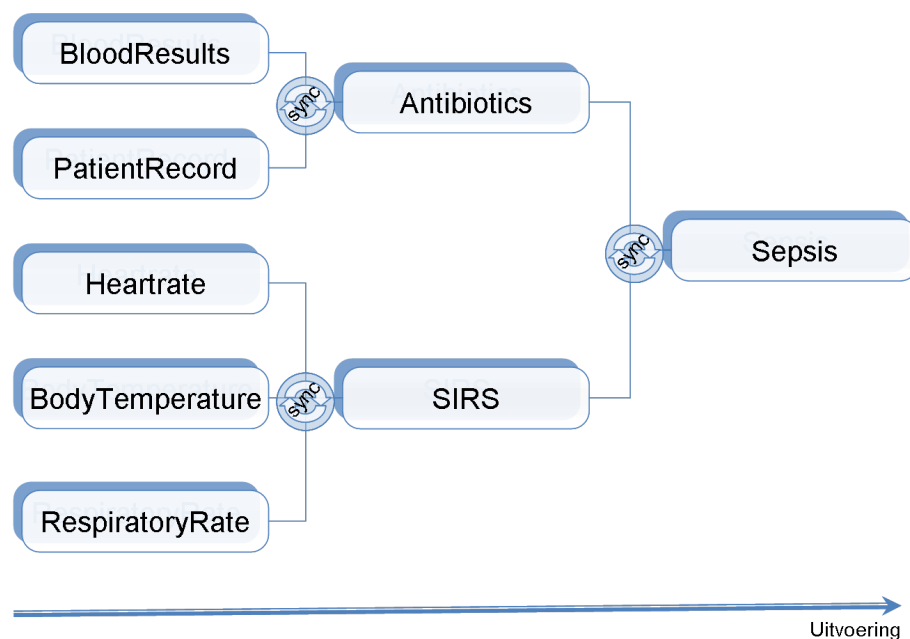 BloodResults
sync
Antibiotics
PatientRecord
sync
Sepsis
Heartrate
BodyTemperature
sync
SIRS
RespiratoryRate
Uitvoering